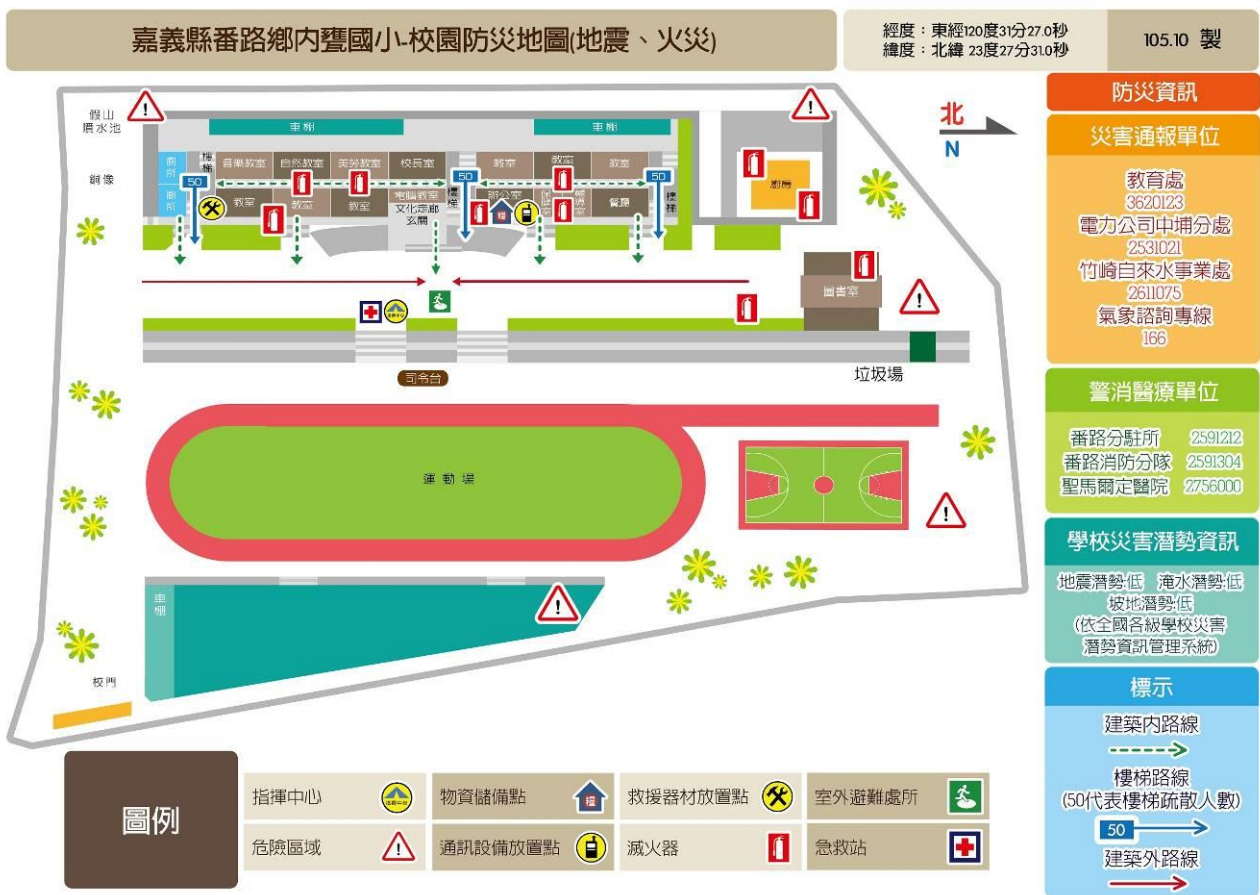 嘉義縣番路鄉內甕國小-校園防災地圖(地震、火災)
經度：東經120度31分27.0秒
緯度：北緯 23度27分31.0秒
105.10 製
假山
噴水池
銅像
車棚
車棚
北
N
廁所
樓梯
音樂教室
自然教室
美勞教室
校長室
教室
教室
教室
50
50
50
廁所
教室
教室
教室
電腦教室
文化走廊
玄關
樓梯
辦公室
糧
餐廳
樓梯
廚房
圖書室
指揮中心
司令台
垃圾場
運動場
車棚
校門
防災資訊
災害通報單位
教育處
3620123
電力公司中埔分處
2531021
竹崎自來水事業處
2611075
氣象諮詢專線
166
警消醫療單位
番路分駐所 2591212
番路消防分隊 2591304
聖馬爾定醫院 2756000
學校災害潛勢資訊
地震潛勢:低 淹水潛勢:低
坡地潛勢:低
(依全國各級學校災害
潛勢資訊管理系統)
標示
建築內路線
樓梯路線
(50代表樓梯疏散人數)
50
建築外路線
圖例
指揮中心
指揮中心
物資儲備點
糧
救援器材放置點
室外避難處所
危險區域
通訊設備放置點
滅火器
急救站